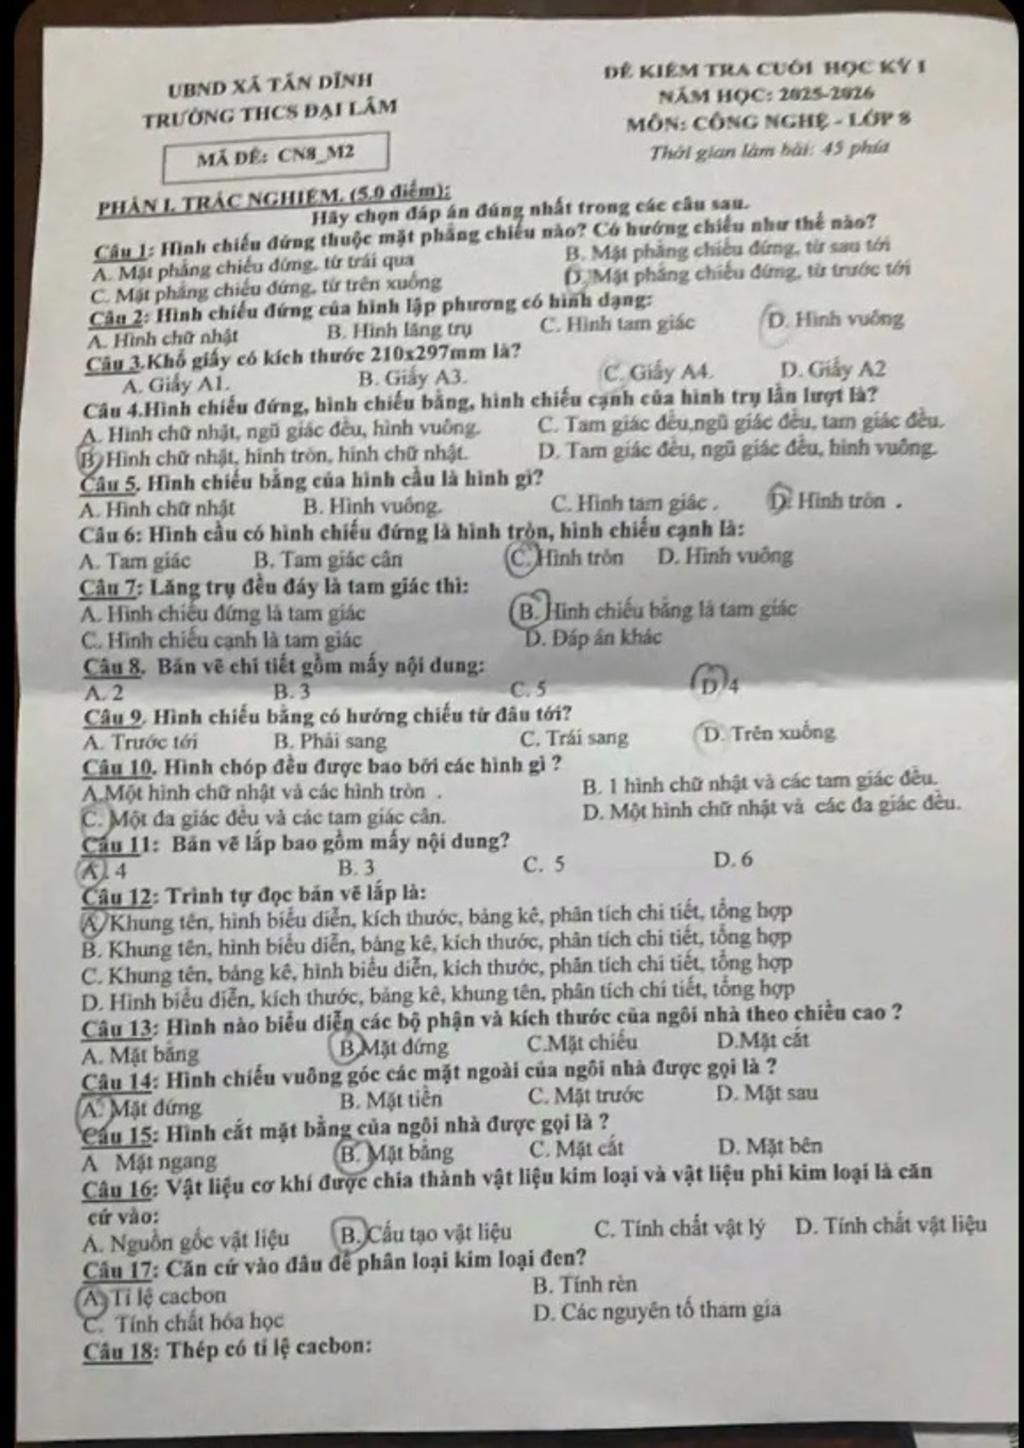 UBND XÃ TÂN DĨNH
TRƯỜNG THCS ĐẠI LÂM
MÃ ĐỀ: CN8_M2
ĐỀ KIỂM TRA CUỐI HỌC KỲ I
NĂM HỌC: 2025-2026
MÔN: CÔNG NGHỆ - LỚP 8
Thời gian làm bài: 45 phút
PHẦN I. TRẮC NGHIỆM. (5.0 điểm):
Hãy chọn đáp án đúng nhất trong các câu sau.
Câu 1: Hình chiếu đứng thuộc mặt phẳng chiếu nào? Có hướng chiếu như thế nào?
A. Mặt phẳng chiếu đứng, từ trái qua B. Mặt phẳng chiếu đứng, từ sau tới
C. Mặt phẳng chiếu đứng, từ trên xuống D. Mặt phẳng chiếu đứng, từ trước tới
Câu 2: Hình chiếu đứng của hình lập phương có hình dạng:
A. Hình chữ nhật B. Hình lăng trụ C. Hình tam giác D. Hình vuông
Câu 3.Khổ giấy có kích thước 210x297mm là?
A. Giấy A1. B. Giấy A3. C. Giấy A4. D. Giấy A2
Câu 4.Hình chiếu đứng, hình chiếu bằng, hình chiếu cạnh của hình trụ lần lượt là?
A. Hình chữ nhật, ngũ giác đều, hình vuông. C. Tam giác đều,ngũ giác đều, tam giác đều.
B. Hình chữ nhật, hình tròn, hình chữ nhật. D. Tam giác đều, ngũ giác đều, hình vuông.
Câu 5. Hình chiếu bằng của hình cầu là hình gì?
A. Hình chữ nhật B. Hình vuông. C. Hình tam giác . D. Hình tròn .
Câu 6: Hình cầu có hình chiếu đứng là hình tròn, hình chiếu cạnh là:
A. Tam giác B. Tam giác cân C. Hình tròn D. Hình vuông
Câu 7: Lăng trụ đều đáy là tam giác thì:
A. Hình chiếu đứng là tam giác B. Hình chiếu bằng là tam giác
C. Hình chiếu cạnh là tam giác D. Đáp án khác
Câu 8. Bản vẽ chi tiết gồm mấy nội dung:
A. 2 B. 3 C. 5 D. 4
Câu 9. Hình chiếu bằng có hướng chiếu từ đâu tới?
A. Trước tới B. Phải sang C. Trái sang D. Trên xuống
Câu 10. Hình chóp đều được bao bởi các hình gì ?
A.Một hình chữ nhật và các hình tròn . B. 1 hình chữ nhật và các tam giác đều.
C. Một đa giác đều và các tam giác cân. D. Một hình chữ nhật và các đa giác đều.
Câu 11: Bản vẽ lắp bao gồm mấy nội dung?
A. 4 B. 3 C. 5 D. 6
Câu 12: Trình tự đọc bản vẽ lắp là:
A. Khung tên, hình biểu diễn, kích thước, bảng kê, phân tích chi tiết, tổng hợp
B. Khung tên, hình biểu diễn, bảng kê, kích thước, phân tích chi tiết, tổng hợp
C. Khung tên, bảng kê, hình biểu diễn, kích thước, phân tích chi tiết, tổng hợp
D. Hình biểu diễn, kích thước, bảng kê, khung tên, phân tích chi tiết, tổng hợp
Câu 13: Hình nào biểu diễn các bộ phận và kích thước của ngôi nhà theo chiều cao ?
A. Mặt bằng B.Mặt đứng C.Mặt chiếu D.Mặt cắt
Câu 14: Hình chiếu vuông góc các mặt ngoài của ngôi nhà được gọi là ?
A. Mặt đứng B. Mặt tiền C. Mặt trước D. Mặt sau
Câu 15: Hình cắt mặt bằng của ngôi nhà được gọi là ?
A Mặt ngang B. Mặt bằng C. Mặt cắt D. Mặt bên
Câu 16: Vật liệu cơ khí được chia thành vật liệu kim loại và vật liệu phi kim loại là căn
cứ vào:
A. Nguồn gốc vật liệu B. Cấu tạo vật liệu C. Tính chất vật lý D. Tính chất vật liệu
Câu 17: Căn cứ vào đâu để phân loại kim loại đen?
A. Tỉ lệ cacbon B. Tính rèn
C. Tính chất hóa học D. Các nguyên tố tham gia
Câu 18: Thép có tỉ lệ cacbon: